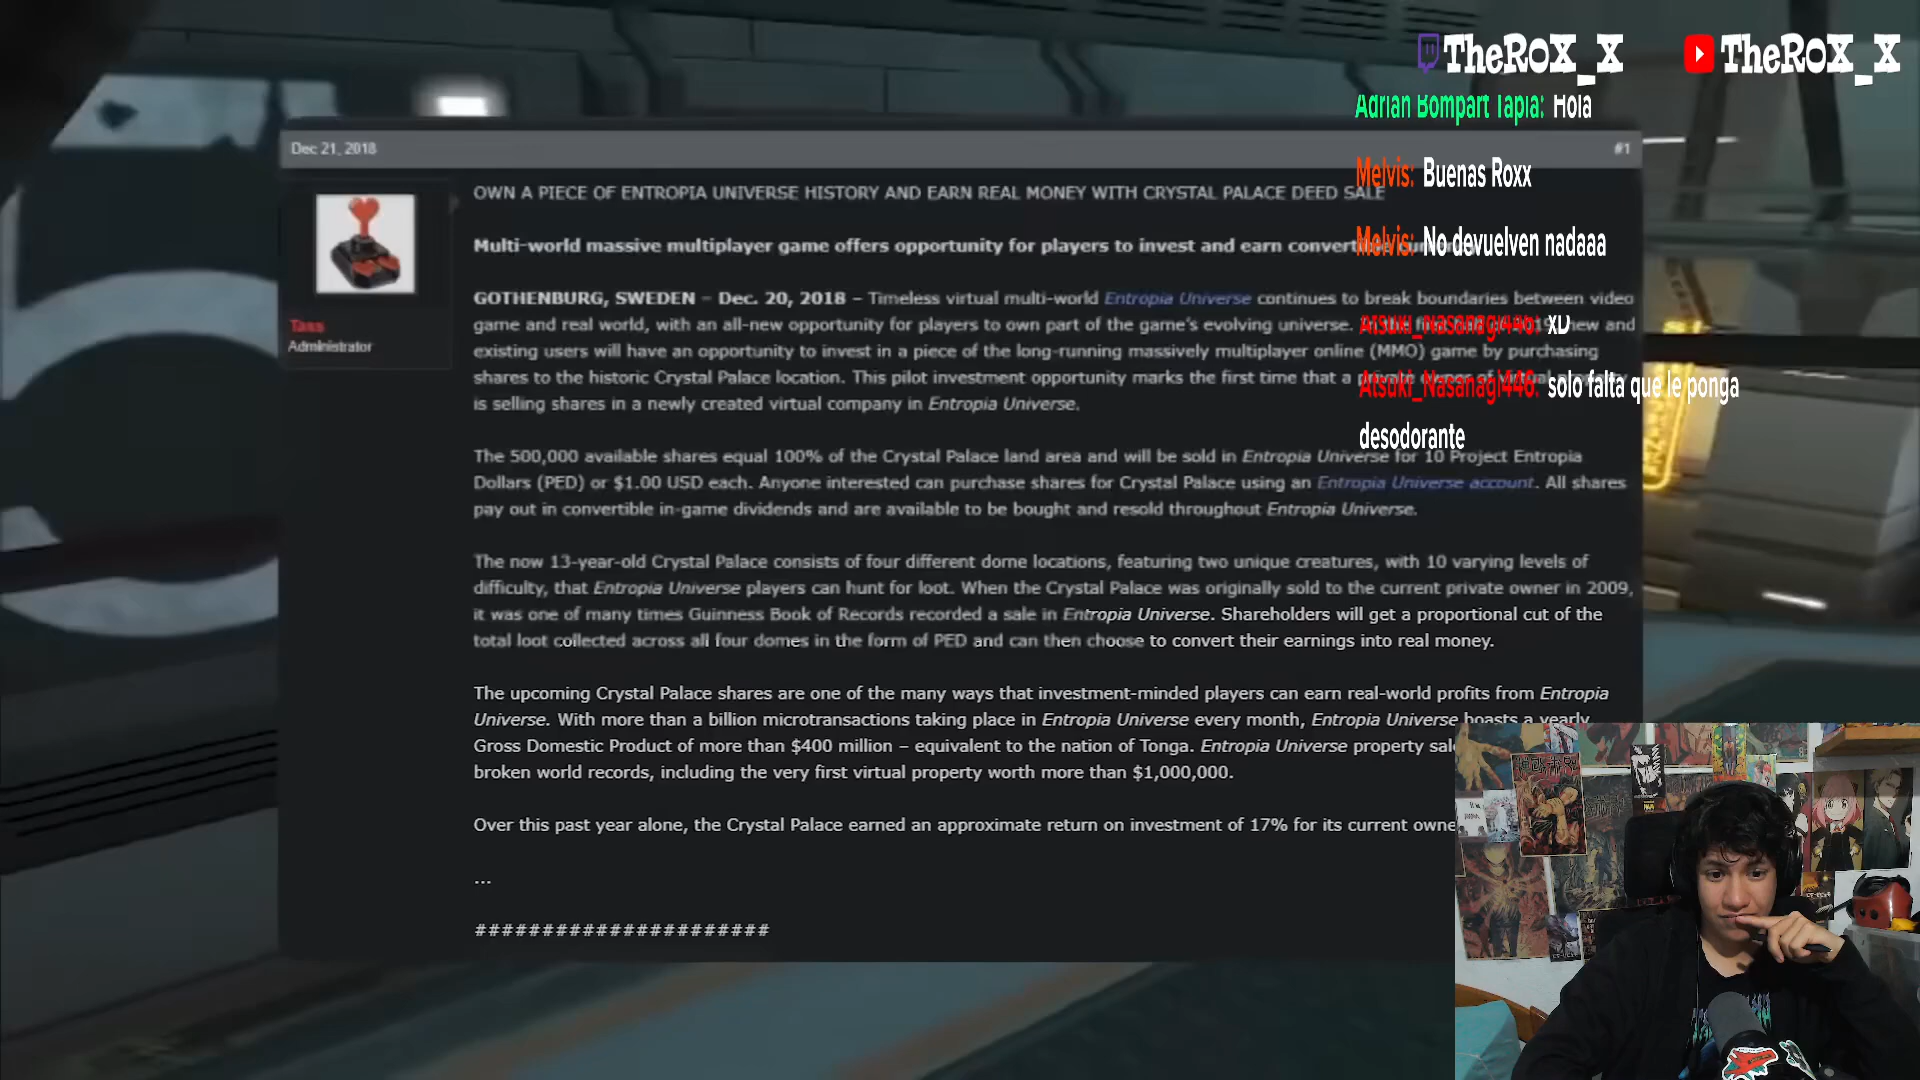 TheROX_X
TheROX_X
Adrian Bompart Tapia: Hola
Melvis: Buenas Roxx
Melvis: No devuelven nadaaa
Atsuki_Nasanagi446: XD
Atsuki_Nasanagi446: solo falta que le ponga
desodorante
Dec 21, 2018
#1
Tass
Administrator
OWN A PIECE OF ENTROPIA UNIVERSE HISTORY AND EARN REAL MONEY WITH CRYSTAL PALACE DEED SALE
Multi-world massive multiplayer game offers opportunity for players to invest and earn
GOTHENBURG, SWEDEN – Dec. 20, 2018 – Timeless virtual multi-world Entropia Universe continues to break boundaries between video
game and real world, with an all-new opportunity for players to own part of the game's evolving universe. new and
existing users will have an opportunity to invest in a piece of the long-running massively multiplayer online (MMO) game by purchasing
shares to the historic Crystal Palace location. This pilot investment opportunity marks the first time that a private owner of
is selling shares in a newly created virtual company in Entropia Universe.
The 500,000 available shares equal 100% of the Crystal Palace land area and will be sold in Entropia Universe for 10 Project Entropia
Dollars (PED) or $1.00 USD each. Anyone interested can purchase shares for Crystal Palace using an Entropia Universe account. All shares
pay out in convertible in-game dividends and are available to be bought and resold throughout Entropia Universe.
The now 13-year-old Crystal Palace consists of four different dome locations, featuring two unique creatures, with 10 varying levels of
difficulty, that Entropia Universe players can hunt for loot. When the Crystal Palace was originally sold to the current private owner in 2009,
it was one of many times Guinness Book of Records recorded a sale in Entropia Universe. Shareholders will get a proportional cut of the
total loot collected across all four domes in the form of PED and can then choose to convert their earnings into real money.
The upcoming Crystal Palace shares are one of the many ways that investment-minded players can earn real-world profits from Entropia
Universe. With more than a billion microtransactions taking place in Entropia Universe every month, Entropia Universe boasts a yearly
Gross Domestic Product of more than $400 million – equivalent to the nation of Tonga. Entropia Universe property
broken world records, including the very first virtual property worth more than $1,000,000.
Over this past year alone, the Crystal Palace earned an approximate return on investment of 17% for its current
...
######################